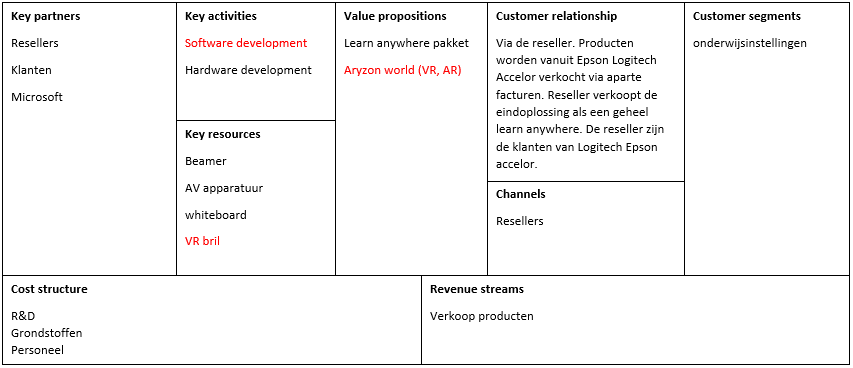 Key partners
Resellers
Klanten
Microsoft
Key activities
Software development
Hardware development
Key resources
Beamer
AV apparatuur
whiteboard
VR bril
Value propositions
Learn anywhere pakket
Aryzon world (VR, AR)
Customer relationship
Via de reseller. Producten
worden vanuit Epson Logitech
Accelor verkocht via aparte
facturen. Reseller verkoopt de
eindoplossing als een geheel
learn anywhere. De reseller zijn
de klanten van Logitech Epson
accelor.
Channels
Resellers
Customer segments
onderwijsinstellingen
Cost structure
R&D
Grondstoffen
Personeel
Revenue streams
Verkoop producten